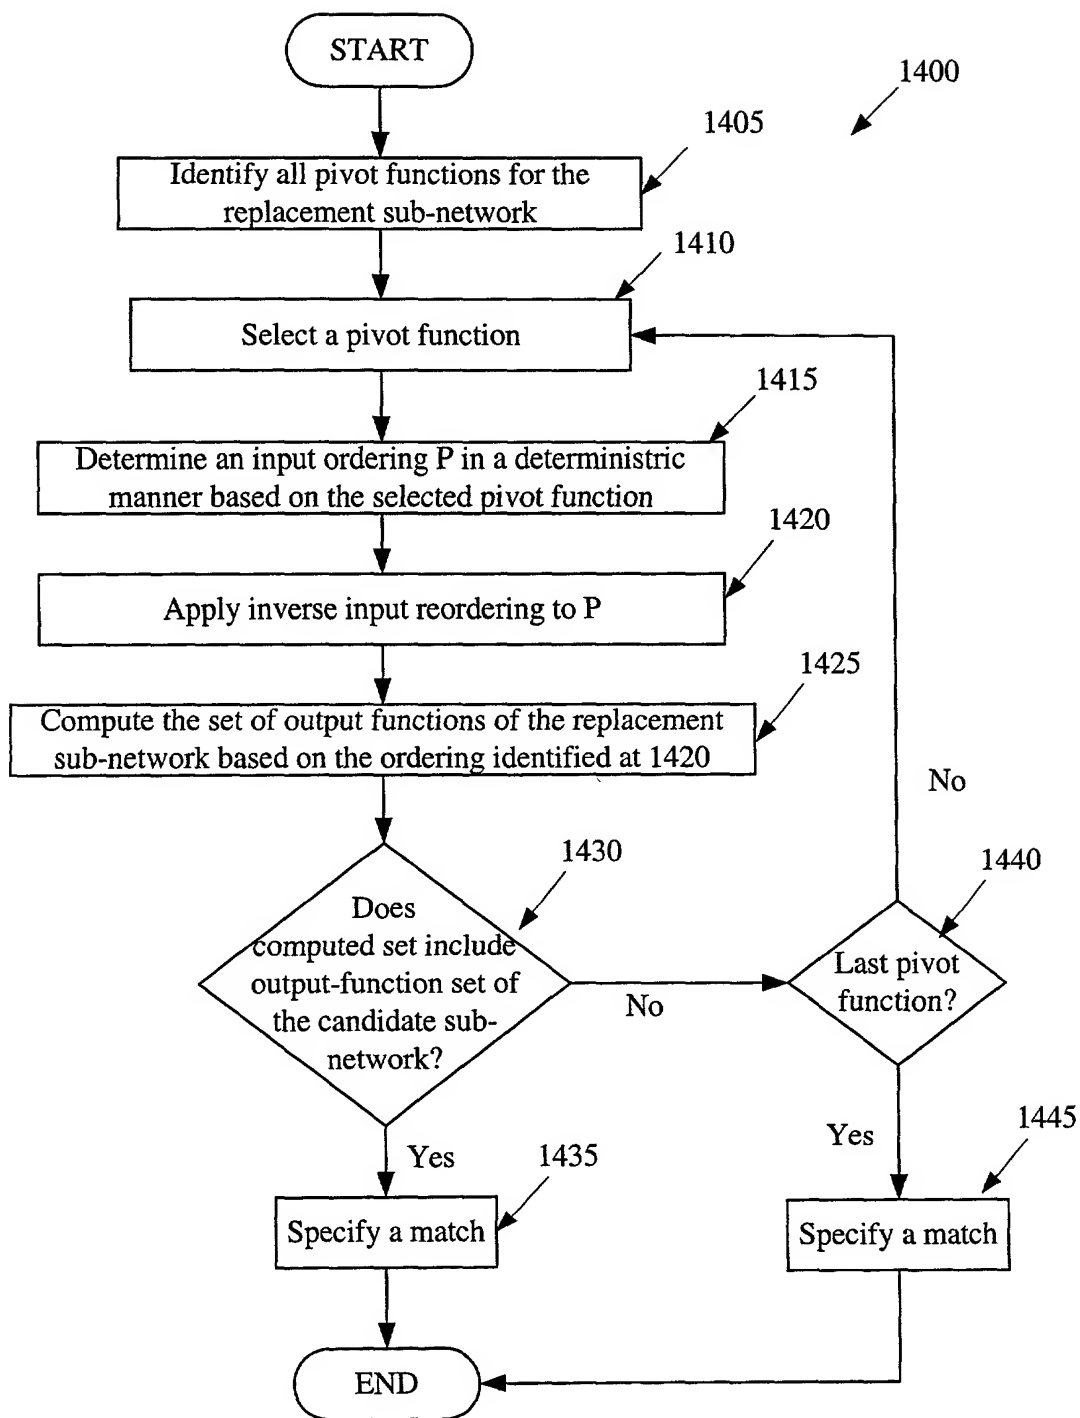 START
1400
1405
Identify all pivot functions for the
replacement sub-network
1410
Select a pivot function
1415
Determine an input ordering P in a deterministric
manner based on the selected pivot function
1420
Apply inverse input reordering to P
1425
Compute the set of output functions of the replacement
sub-network based on the ordering identified at 1420
No
1430
Does
computed set include
output-function set of
the candidate sub-
network?
No
1440
Last pivot
function?
Yes
1435
Specify a match
Yes
1445
Specify a match
END